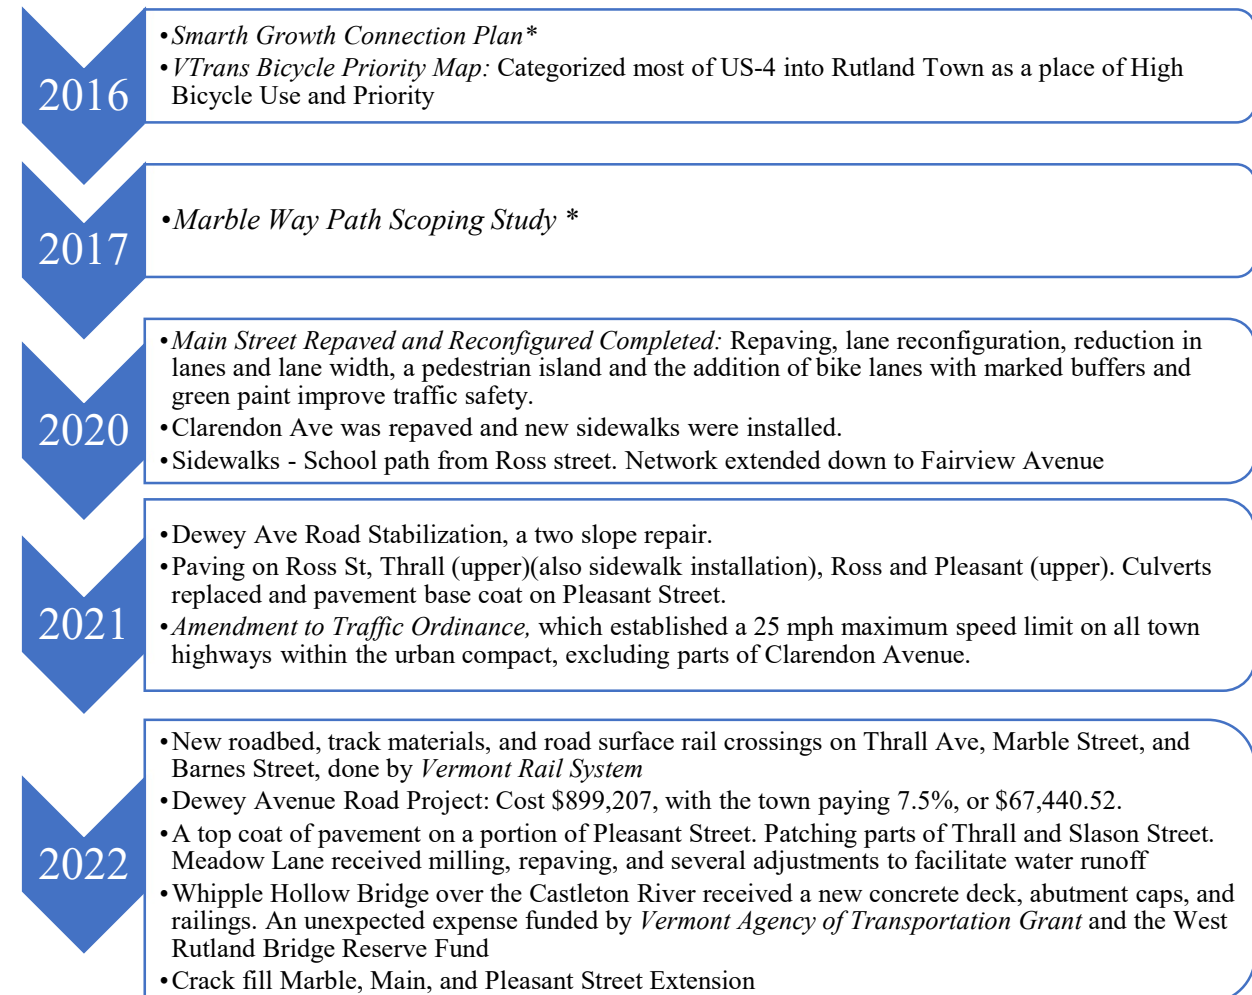 2016
•Smarth Growth Connection Plan*
•VTrans Bicycle Priority Map: Categorized most of US-4 into Rutland Town as a place of High
Bicycle Use and Priority
2017
•Marble Way Path Scoping Study *
2020
•Main Street Repaved and Reconfigured Completed: Repaving, lane reconfiguration, reduction in
lanes and lane width, a pedestrian island and the addition of bike lanes with marked buffers and
green paint improve traffic safety.
•Clarendon Ave was repaved and new sidewalks were installed.
•Sidewalks - School path from Ross street. Network extended down to Fairview Avenue
2021
•Dewey Ave Road Stabilization, a two slope repair.
•Paving on Ross St, Thrall (upper)(also sidewalk installation), Ross and Pleasant (upper). Culverts
replaced and pavement base coat on Pleasant Street.
•Amendment to Traffic Ordinance, which established a 25 mph maximum speed limit on all town
highways within the urban compact, excluding parts of Clarendon Avenue.
2022
•New roadbed, track materials, and road surface rail crossings on Thrall Ave, Marble Street, and
Barnes Street, done by Vermont Rail System
•Dewey Avenue Road Project: Cost $899,207, with the town paying 7.5%, or $67,440.52.
•A top coat of pavement on a portion of Pleasant Street. Patching parts of Thrall and Slason Street.
Meadow Lane received milling, repaving, and several adjustments to facilitate water runoff
•Whipple Hollow Bridge over the Castleton River received a new concrete deck, abutment caps, and
railings. An unexpected expense funded by Vermont Agency of Transportation Grant and the West
Rutland Bridge Reserve Fund
•Crack fill Marble, Main, and Pleasant Street Extension